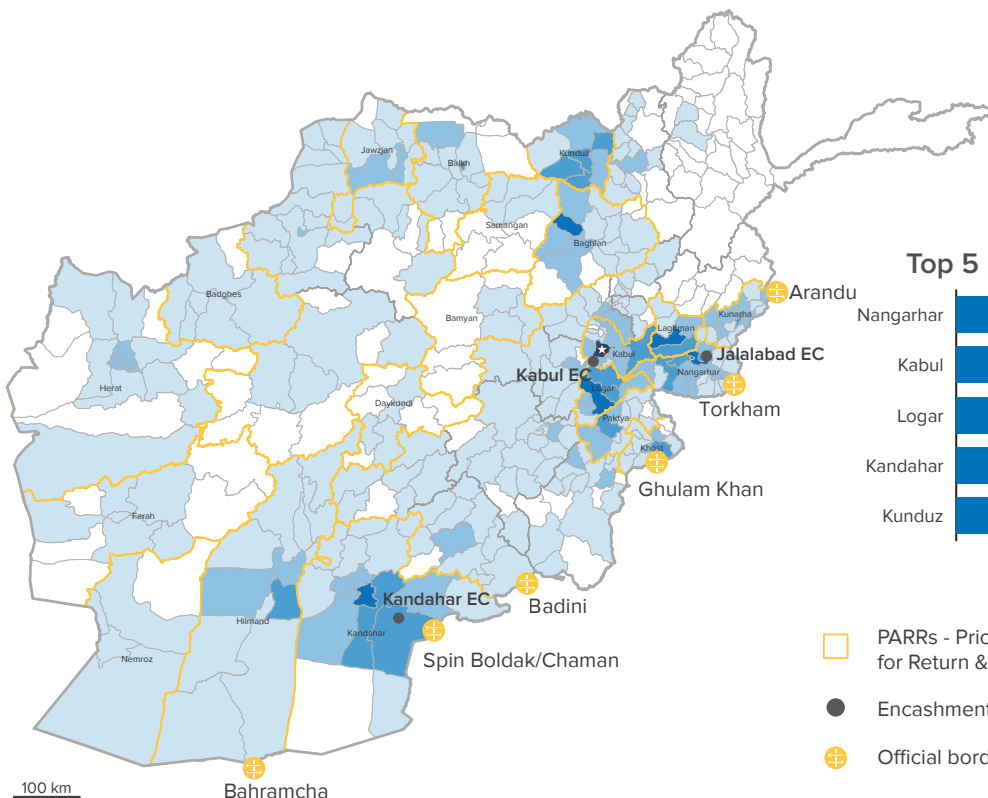 Jawzjan
Balkh
Kunduz
Samangan
Baghlan
Badghes
Bamyan
Herat
Daykundi
Kunarha
Laghman
Kabul
Nangarhar
Logar
Paktya
Khost
Farah
Hilmand
Kandahar
Nemroz
Arandu
Jalalabad EC
Kabul EC
Torkham
Ghulam Khan
Kandahar EC
Badini
Spin Boldak/Chaman
Bahramcha
100 km
Top 5
Nangarhar
Kabul
Logar
Kandahar
Kunduz
PARRs - Prio
for Return &
Encashment
Official bord